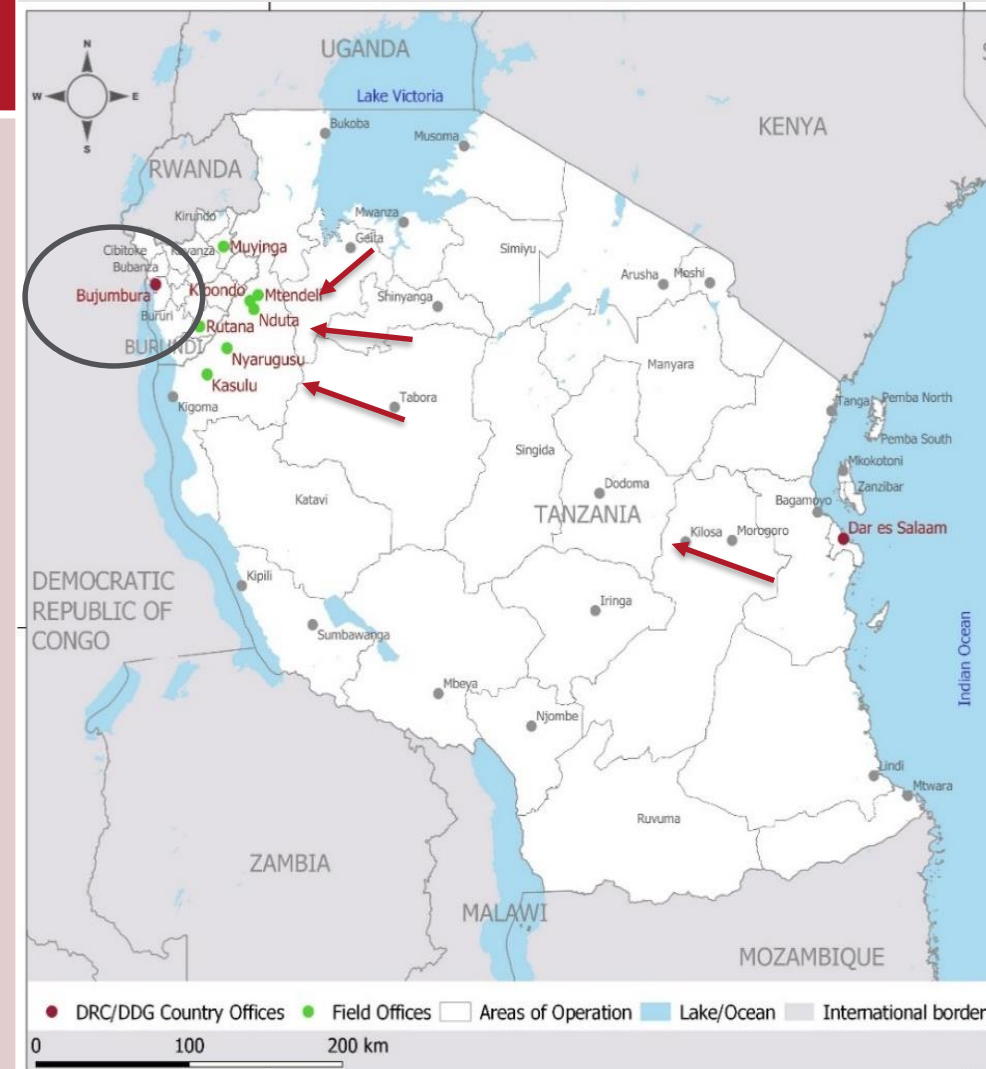 N
W
E
S
UGANDA
Lake Victoria
S
Bukoba
Musoma
KENYA
RWANDA
Kirundo
Mwanza
Cibitoke
Kayanza
Muyinga
Geita
Simiyu
Bubanza
Arusha
Moshi
Bujumbura
Kibondo
Mtendeli
Shinyanga
Bururi
Nduta
Rutana
BURUNDI
Nyarugusu
Manyara
Kasulu
Kigoma
Tabora
Tanga
Pemba North
Pemba South
Singida
Mkokotoni
Katavi
Dodoma
Zanzibar
Bagamoyo
TANZANIA
Kilosa
Morogoro
Dar es Salaam
DEMOCRATIC
REPUBLIC OF
CONGO
Kipili
Iringa
Sumbawanga
Indian Ocean
Mbeya
Njombe
Lindi
Mtwara
Ruvuma
ZAMBIA
MALAWI
MOZAMBIQUE
DRC/DDG Country Offices Field Offices Areas of Operation Lake/Ocean International border
0 100 200 km